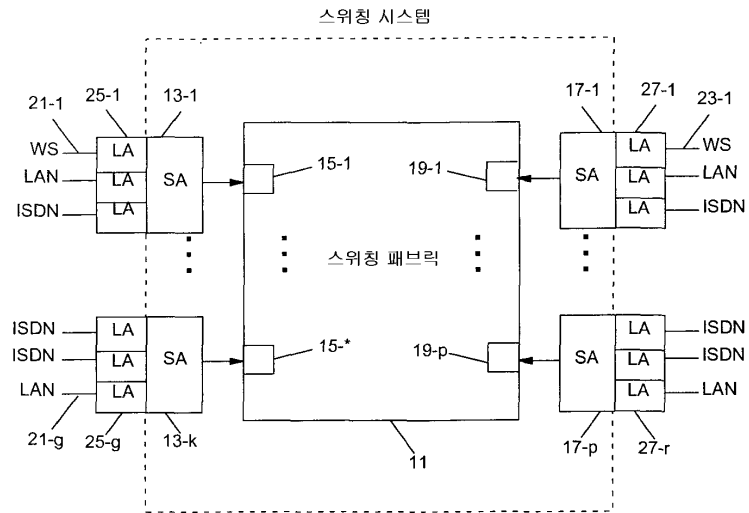 스위칭 시스템
21-1 25-1 13-1 17-1 27-1 23-1
WS LA LA WS
LAN LA SA 15-1 19-1 SA LA LAN
ISDN LA LA ISDN
스위칭 패브릭
ISDN LA LA ISDN
ISDN LA SA 15-* 19-p SA LA ISDN
LAN LA LA LAN
21-g 25-g 13-k 11 17-p 27-r